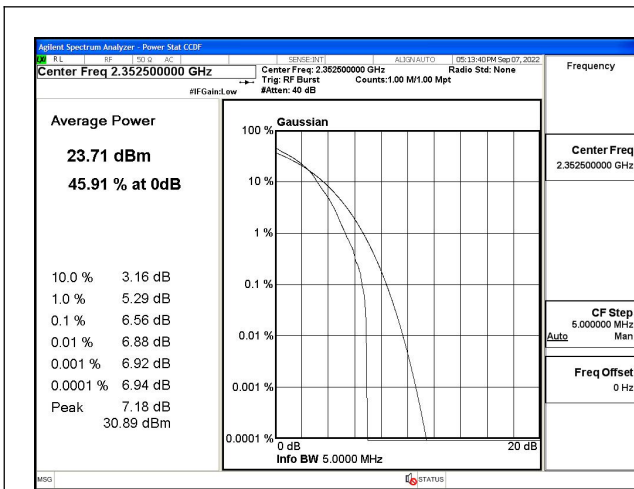 Agilent Spectrum Analyzer - Power Stat CCDF
LXI RL RF 50 Ω AC SENSE:INT ALIGN AUTO 05:13:40 PM Sep 07, 2022
Center Freq 2.352500000 GHz
Center Freq: 2.352500000 GHz Radio Std: None
Trig: RF Burst Counts:1.00 M/1.00 Mpt
#IFGain:Low #Atten: 40 dB
Frequency
Average Power
23.71 dBm
45.91 % at 0dB
10.0 % 3.16 dB
1.0 % 5.29 dB
0.1 % 6.56 dB
0.01 % 6.88 dB
0.001 % 6.92 dB
0.0001 % 6.94 dB
Peak 7.18 dB
30.89 dBm
Gaussian
100 %
10 %
1 %
0.1 %
0.01 %
0.001 %
0.0001 %
0 dB 20 dB
Info BW 5.0000 MHz
Center Freq
2.352500000 GHz
CF Step
5.000000 MHz
Auto Man
Freq Offset
0 Hz
MSG STATUS